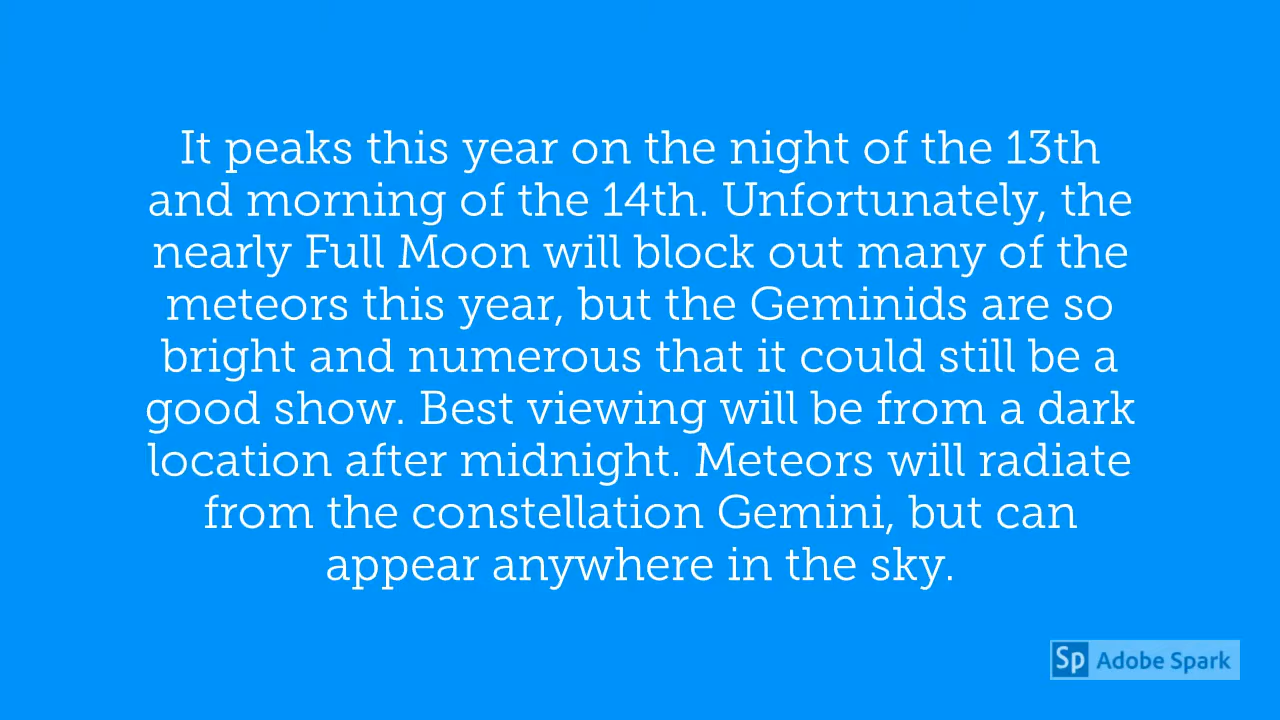 It peaks this year on the night of the 13th
and morning of the 14th. Unfortunately, the
nearly Full Moon will block out many of the
meteors this year, but the Geminids are so
bright and numerous that it could still be a
good show. Best viewing will be from a dark
location after midnight. Meteors will radiate
from the constellation Gemini, but can
appear anywhere in the sky.
Sp Adobe Spark